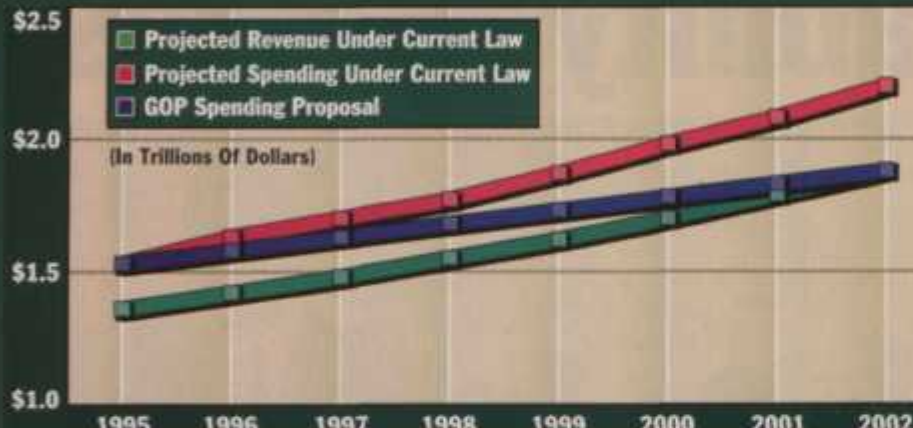 $2.5
Projected Revenue Under Current Law
Projected Spending Under Current Law
GOP Spending Proposal
$2.0
(In Trillions Of Dollars)
$1.5
$1.0
1995 1996 1997 1998 1999 2000 2001 2002